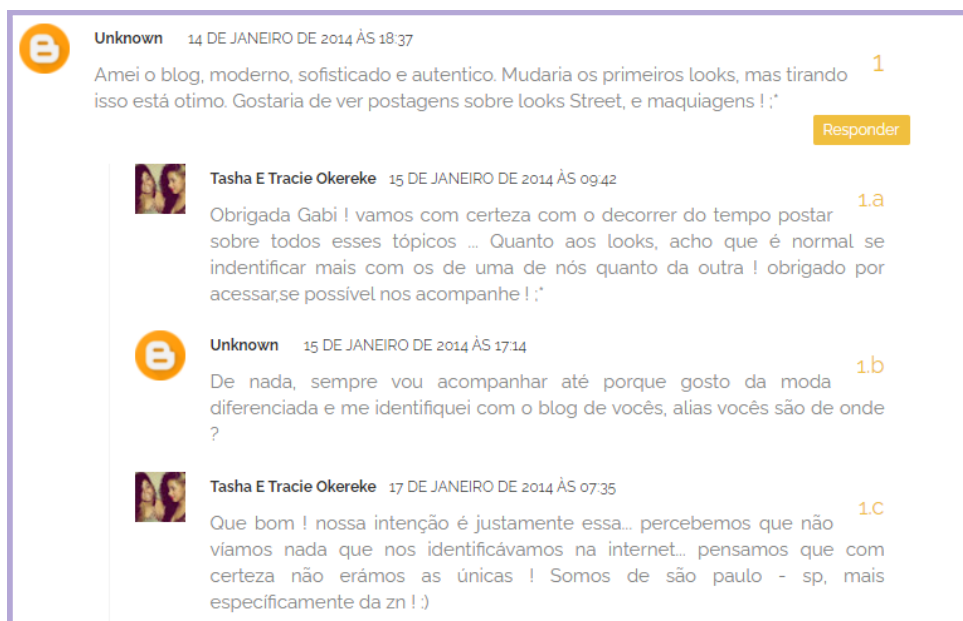 Unknown 14 DE JANEIRO DE 2014 ÀS 18:37
1
Amei o blog, moderno, sofisticado e autentico. Mudaria os primeiros looks, mas tirando
isso está otimo. Gostaria de ver postagens sobre looks Street, e maquiagens ! ;*
Responder
Tasha E Tracie Okereke 15 DE JANEIRO DE 2014 ÀS 09:42
1.a
Obrigada Gabi ! vamos com certeza com o decorrer do tempo postar
sobre todos esses tópicos ... Quanto aos looks, acho que é normal se
indentificar mais com os de uma de nós quanto da outra ! obrigado por
acessar,se possível nos acompanhe ! ;*
Unknown 15 DE JANEIRO DE 2014 ÀS 17:14
1.b
De nada, sempre vou acompanhar até porque gosto da moda
diferenciada e me identifiquei com o blog de vocês, alias vocês são de onde
?
Tasha E Tracie Okereke 17 DE JANEIRO DE 2014 ÀS 07:35
1.c
Que bom ! nossa intenção é justamente essa... percebemos que não
víamos nada que nos identificávamos na internet... pensamos que com
certeza não erámos as únicas ! Somos de são paulo - sp, mais
específicamente da zn ! :)